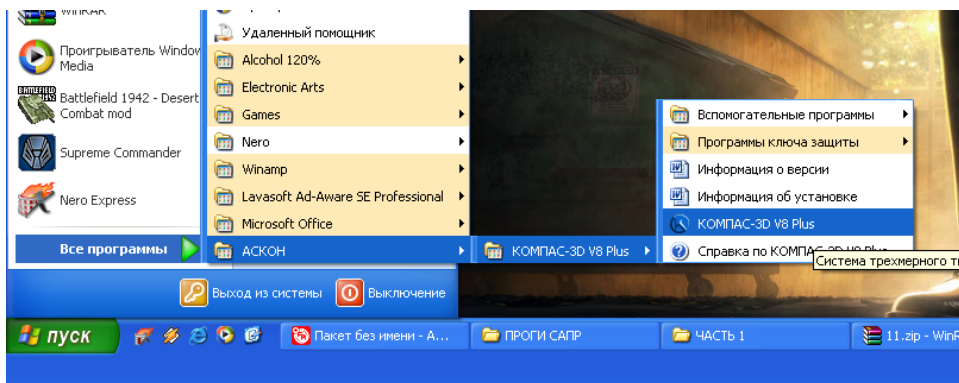 WinRAR
Проигрыватель Window
Media
Battlefield 1942 - Desert
Combat mod
Supreme Commander
Nero Express
Все программы
Удаленный помощник
Alcohol 120%
Electronic Arts
Games
Nero
Winamp
Lavasoft Ad-Aware SE Professional
Microsoft Office
АСКОН
КОМПАС-3D V8 Plus
Вспомогательные программы
Программы ключа защиты
Информация о версии
Информация об установке
КОМПАС-3D V8 Plus
Справка по КОМПАС-3D V8 Plus
Система трехмерного т
Выход из системы
Выключение
пуск
Пакет без имени - A...
ПРОГИ САПР
ЧАСТЬ 1
11.zip - WinR